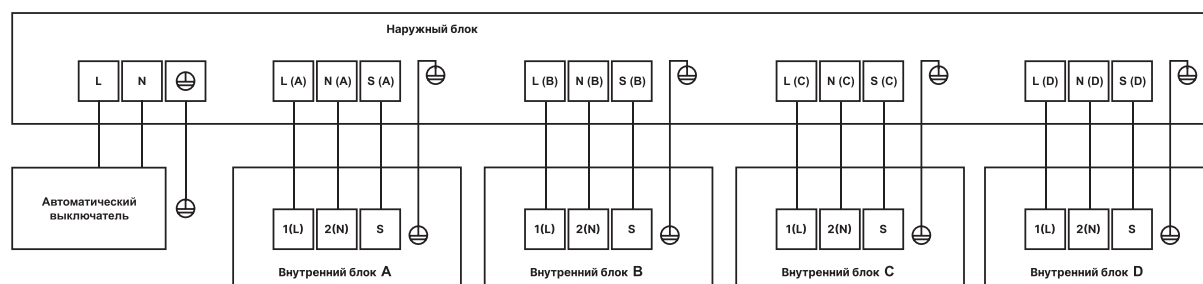 Наружный блок
L N L (A) N (A) S (A) L (B) N (B) S (B) L (C) N (C) S (C) L (D) N (D) S (D)
Автоматический
выключатель
1(L) 2(N) S 1(L) 2(N) S 1(L) 2(N) S 1(L) 2(N) S
Внутренний блок A Внутренний блок B Внутренний блок C Внутренний блок D